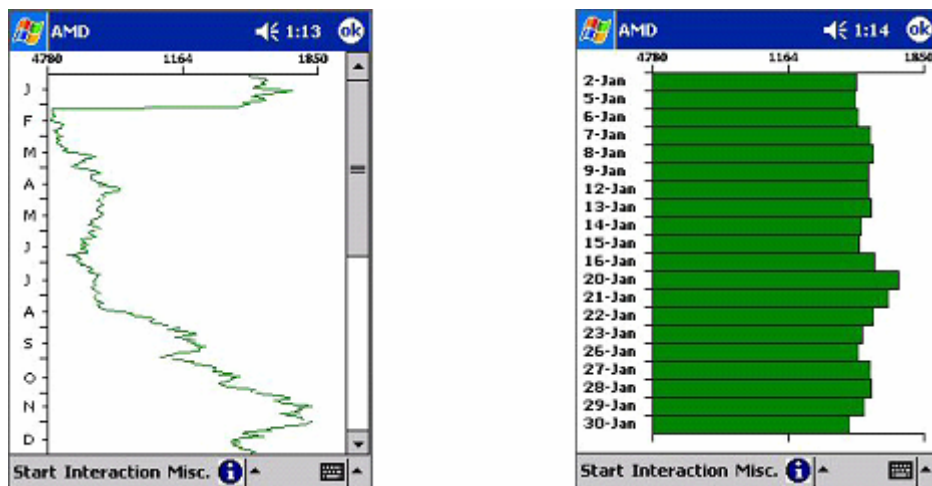 AMD 1:13 ok
4780 1164 1850
J
F
M
A
M
J
J
A
S
O
N
D
Start Interaction Misc.
AMD 1:14 ok
4780 1164 1850
2-Jan
5-Jan
6-Jan
7-Jan
8-Jan
9-Jan
12-Jan
13-Jan
14-Jan
15-Jan
16-Jan
20-Jan
21-Jan
22-Jan
23-Jan
26-Jan
27-Jan
28-Jan
29-Jan
30-Jan
Start Interaction Misc.